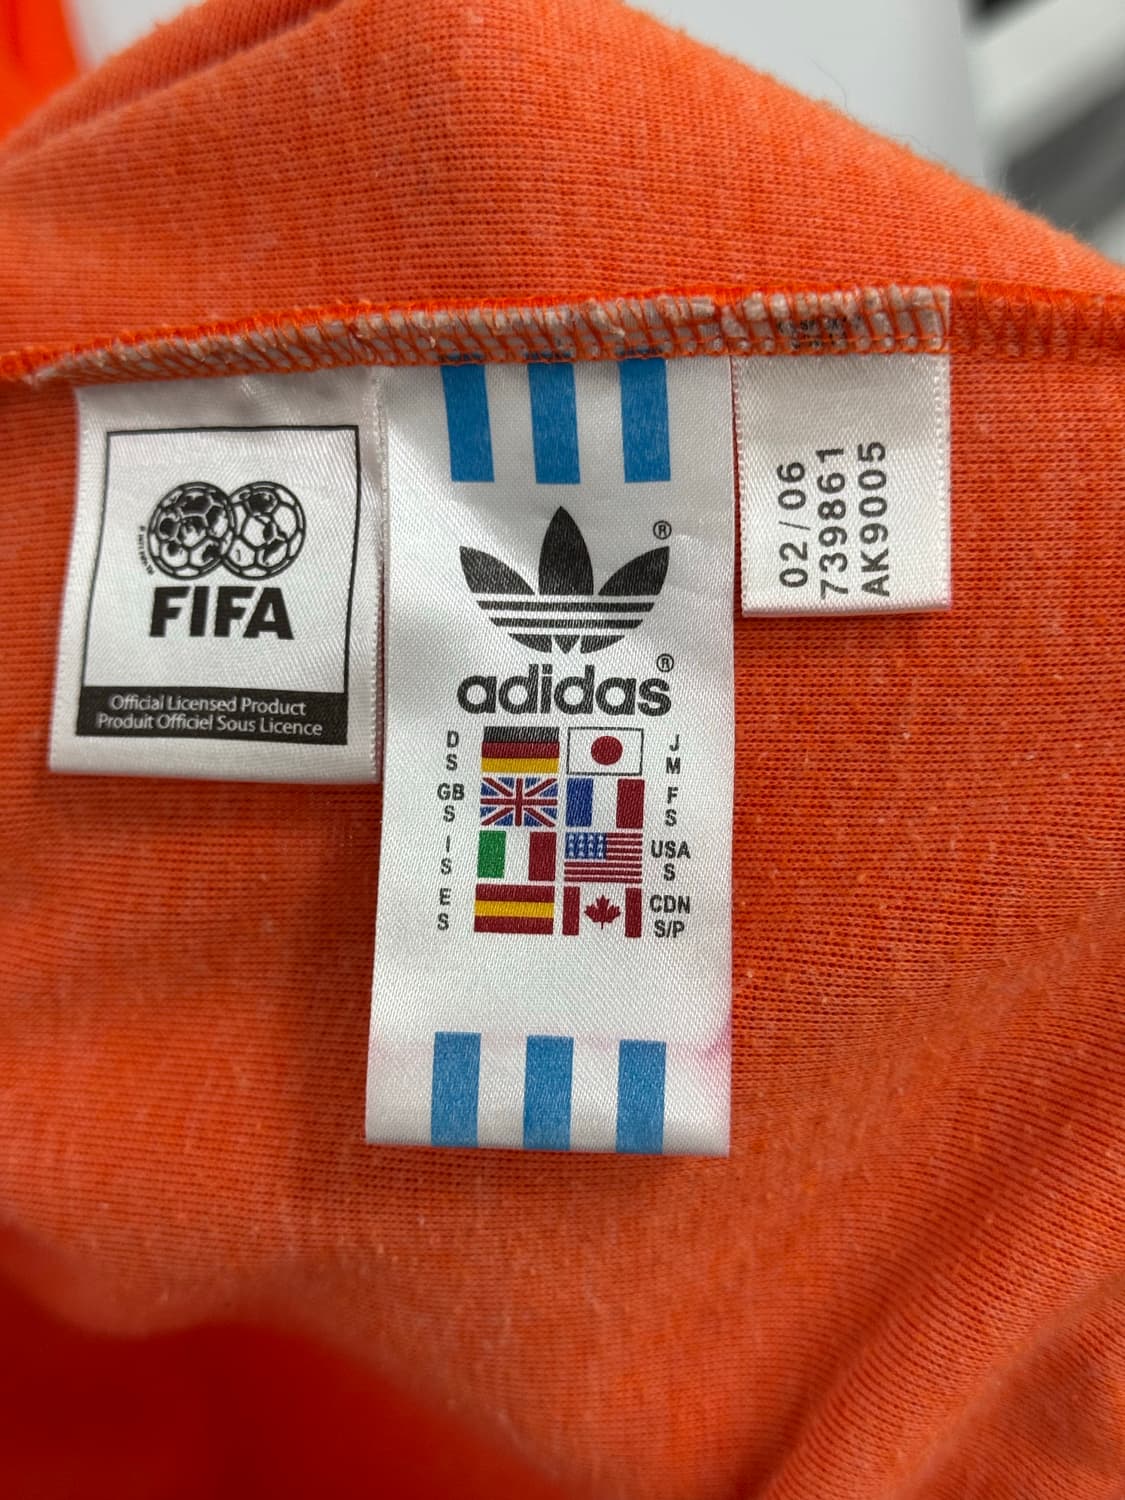 FIFA
Official Licensed Product
Produit Officiel Sous Licence
®
adidas®
D
S
J
M
GB
S
F
S
I
S
USA
S
E
S
CDN
S/P
02/06
739861
AK9005